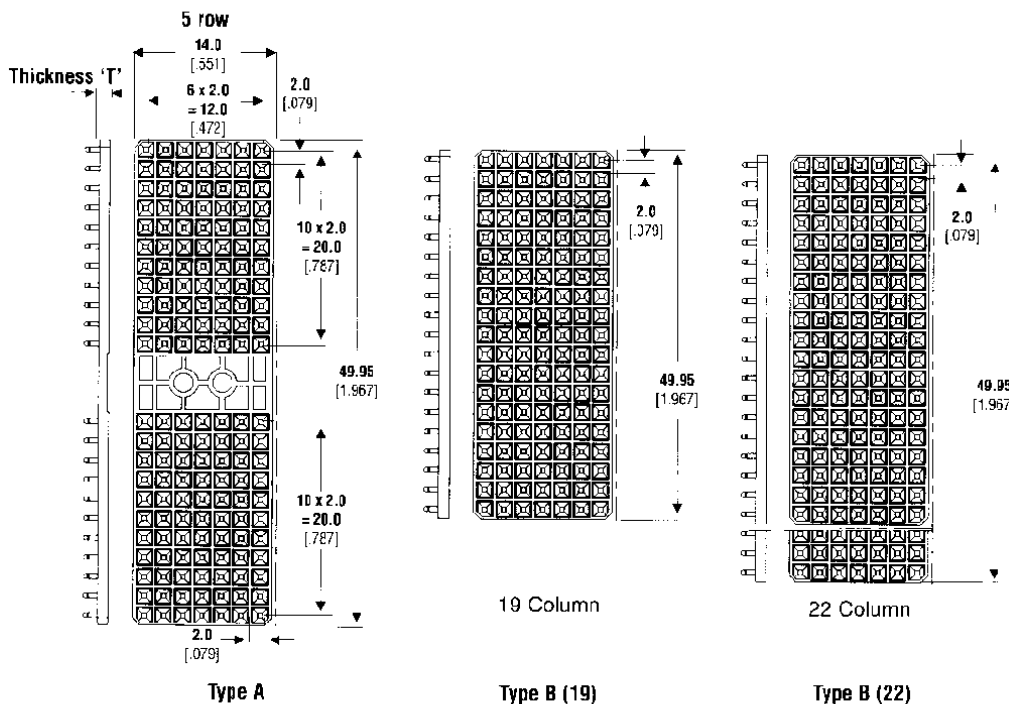 5 row
14.0
[.551]
Thickness 'T'
6 x 2.0
= 12.0
[.472]
2.0
[.079]
10 x 2.0
= 20.0
[.787]
49.95
[1.967]
10 x 2.0
= 20.0
[.787]
2.0
[.079]
Type A
2.0
[.079]
49.95
[1.967]
19 Column
Type B (19)
2.0
[.079]
49.95
[1.967]
22 Column
Type B (22)